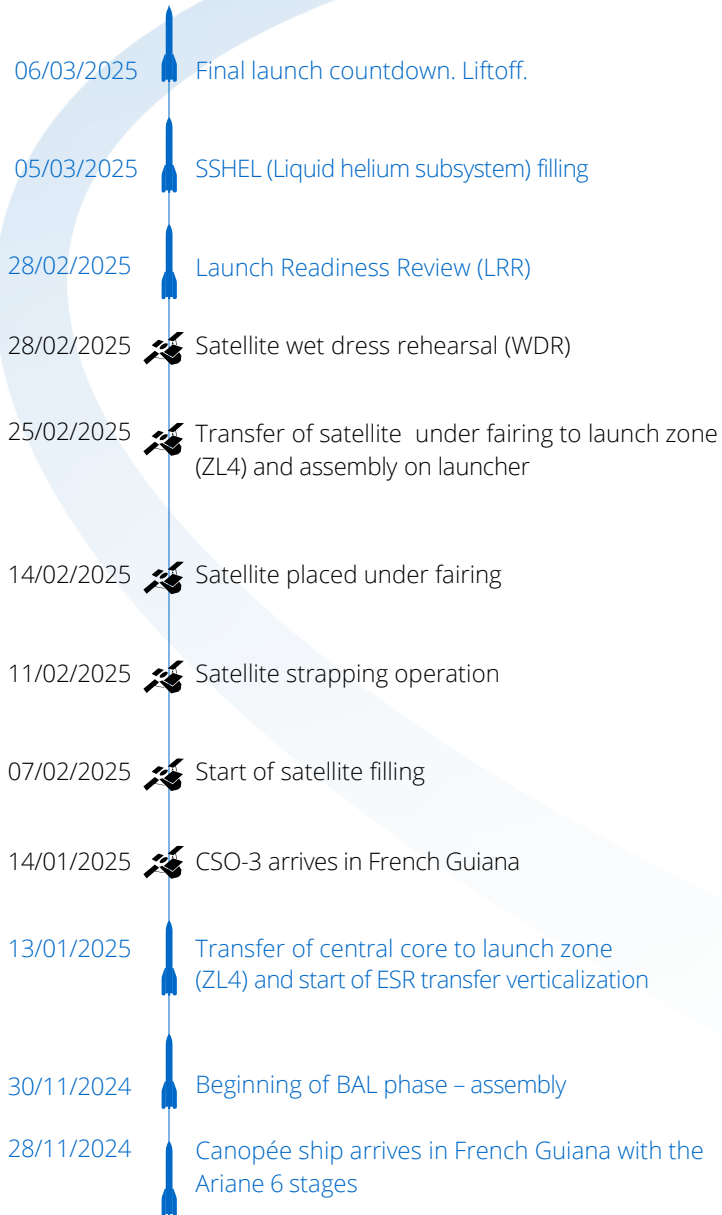 06/03/2025 Final launch countdown. Liftoff.
05/03/2025 SSHEL (Liquid helium subsystem) filling
28/02/2025 Launch Readiness Review (LRR)
28/02/2025 Satellite wet dress rehearsal (WDR)
25/02/2025 Transfer of satellite under fairing to launch zone
(ZL4) and assembly on launcher
14/02/2025 Satellite placed under fairing
11/02/2025 Satellite strapping operation
07/02/2025 Start of satellite filling
14/01/2025 CSO-3 arrives in French Guiana
13/01/2025 Transfer of central core to launch zone
(ZL4) and start of ESR transfer verticalization
30/11/2024 Beginning of BAL phase – assembly
28/11/2024 Canopée ship arrives in French Guiana with the
Ariane 6 stages